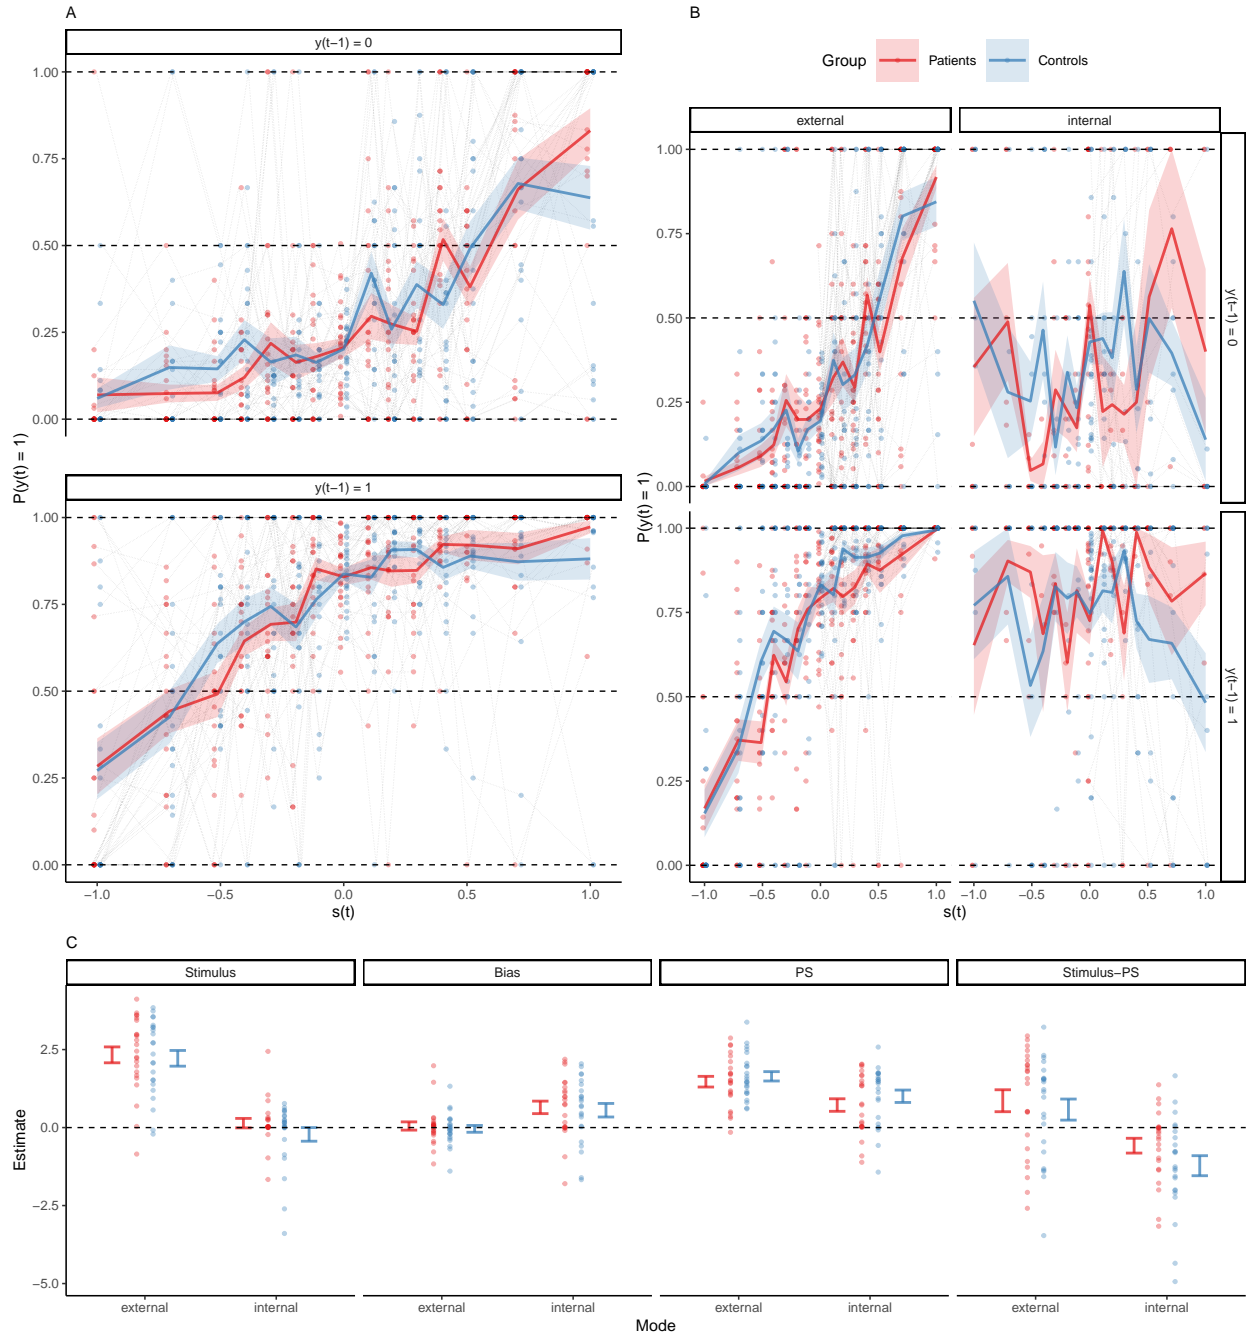 A
y(t−1) = 0
1.00
0.75
0.50
0.25
0.00
y(t−1) = 1
1.00
0.75
0.50
0.25
0.00
P(y(t) = 1)
−1.0 −0.5 0.0 0.5 1.0
s(t)
B
Group Patients Controls
external internal
1.00
0.75
0.50
0.25
0.00
y(t−1) = 0
1.00
0.75
0.50
0.25
0.00
y(t−1) = 1
P(y(t) = 1)
−1.0 −0.5 0.0 0.5 1.0 −1.0 −0.5 0.0 0.5 1.0
s(t)
C
Stimulus Bias PS Stimulus−PS
2.5
0.0
−2.5
−5.0
Estimate
external internal external internal external internal external internal
Mode